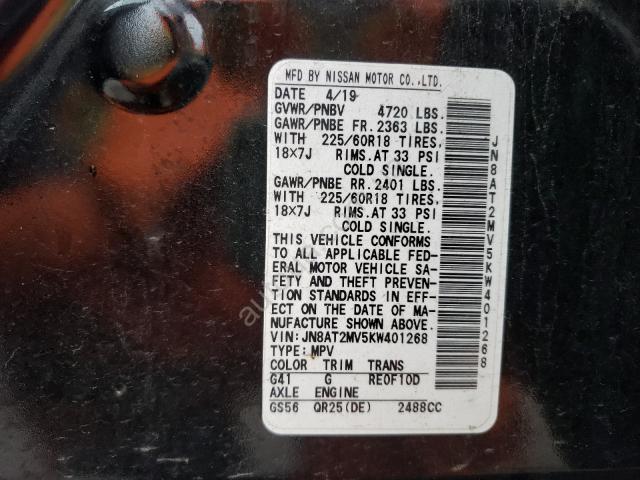 MFD BY NISSAN MOTOR CO.,LTD.
DATE 4/19
GVWR/PNBV 4720 LBS.
GAWR/PNBE FR.2363 LBS.
WITH 225/60R18 TIRES,
18X7J RIMS.AT 33 PSI
COLD SINGLE.
GAWR/PNBE RR.2401 LBS.
WITH 225/60R18 TIRES,
18X7J RIMS.AT 33 PSI
COLD SINGLE.
THIS VEHICLE CONFORMS
TO ALL APPLICABLE FED-
ERAL MOTOR VEHICLE SA-
FETY AND THEFT PREVEN-
TION STANDARDS IN EFF-
ECT ON THE DATE OF MA-
NUFACTURE SHOWN ABOVE.
VIN:JN8AT2MV5KW401268
TYPE:MPV
COLOR TRIM TRANS
G41 G RE0F10D
AXLE ENGINE
GS56 QR25(DE) 2488CC
JN8AT2MV5KW401268